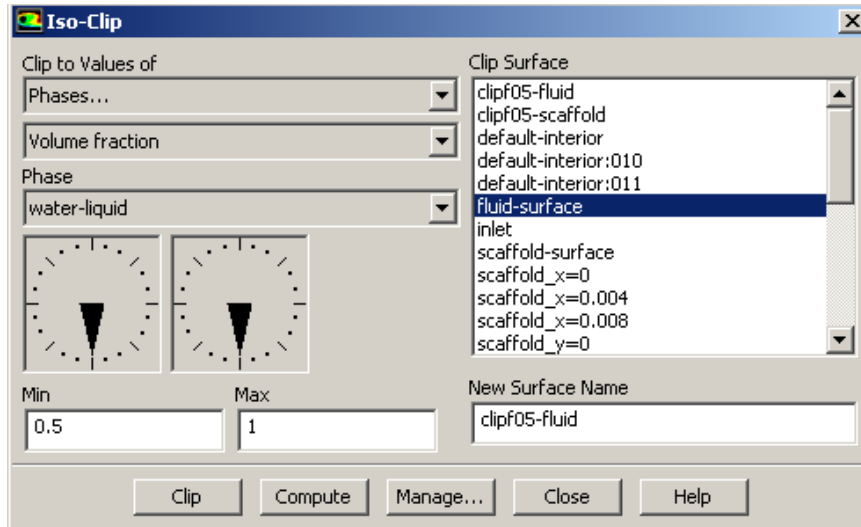 Iso-Clip
Clip to Values of
Phases...
Volume fraction
Phase
water-liquid
Min
Max
0.5
1
Clip Surface
clipf05-fluid
clipf05-scaffold
default-interior
default-interior:010
default-interior:011
fluid-surface
inlet
scaffold-surface
scaffold_x=0
scaffold_x=0.004
scaffold_x=0.008
scaffold_y=0
New Surface Name
clipf05-fluid
Clip
Compute
Manage...
Close
Help